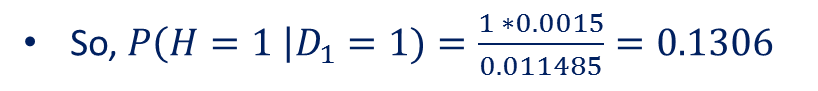 • So, P(H = 1 |D₁ = 1) = (1 *0.0015)/(0.011485) = 0.1306